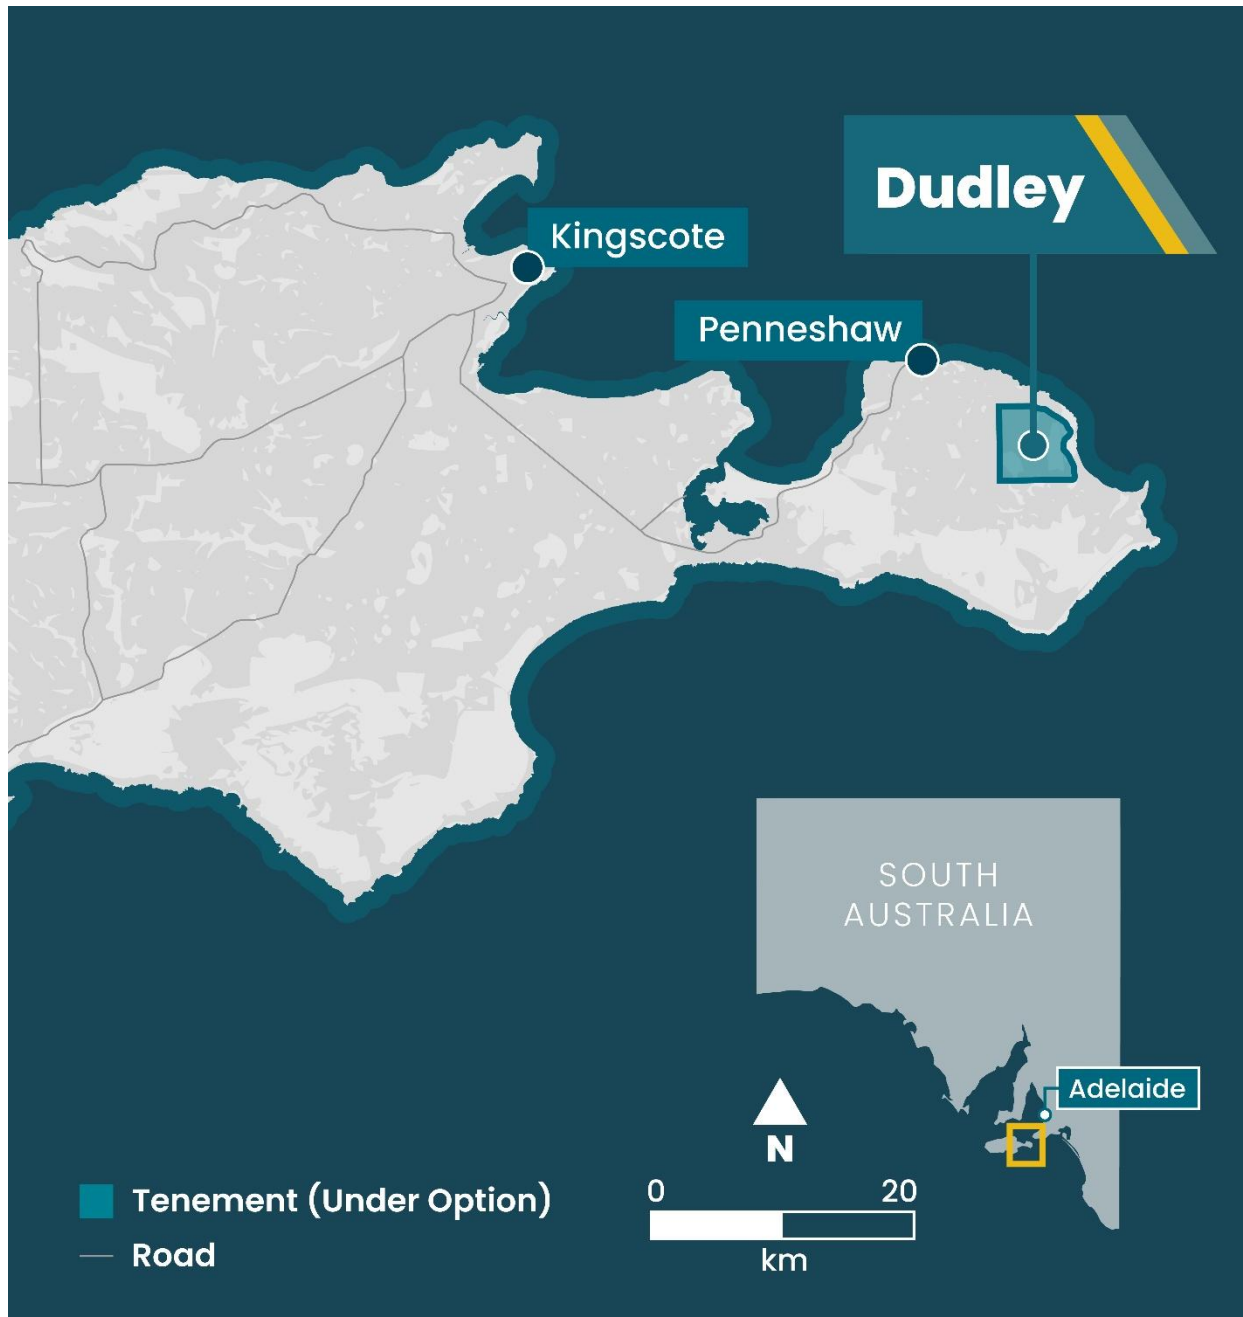 Dudley
Kingscote
Penneshaw
SOUTH
AUSTRALIA
Adelaide
N
0 20
km
Tenement (Under Option)
Road